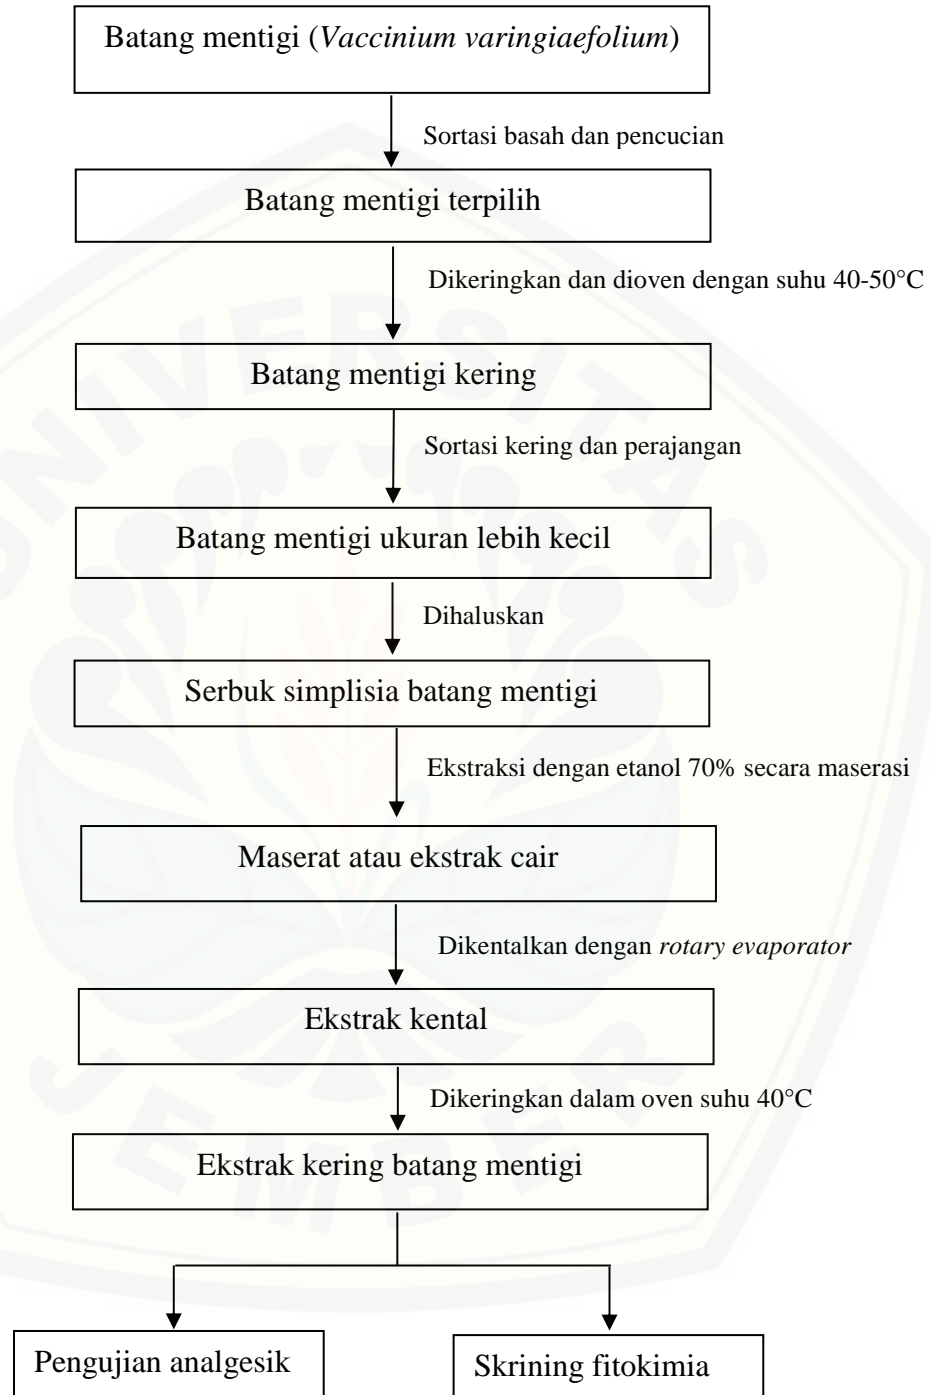 Batang mentigi (Vaccinium varingiaefolium)
Sortasi basah dan pencucian
Batang mentigi terpilih
Dikeringkan dan dioven dengan suhu 40-50°C
Batang mentigi kering
Sortasi kering dan perajangan
Batang mentigi ukuran lebih kecil
Dihaluskan
Serbuk simplisia batang mentigi
Ekstraksi dengan etanol 70% secara maserasi
Maserat atau ekstrak cair
Dikentalkan dengan rotary evaporator
Ekstrak kental
Dikeringkan dalam oven suhu 40°C
Ekstrak kering batang mentigi
Pengujian analgesik
Skrining fitokimia
UNIVERSITAS
JEMBER